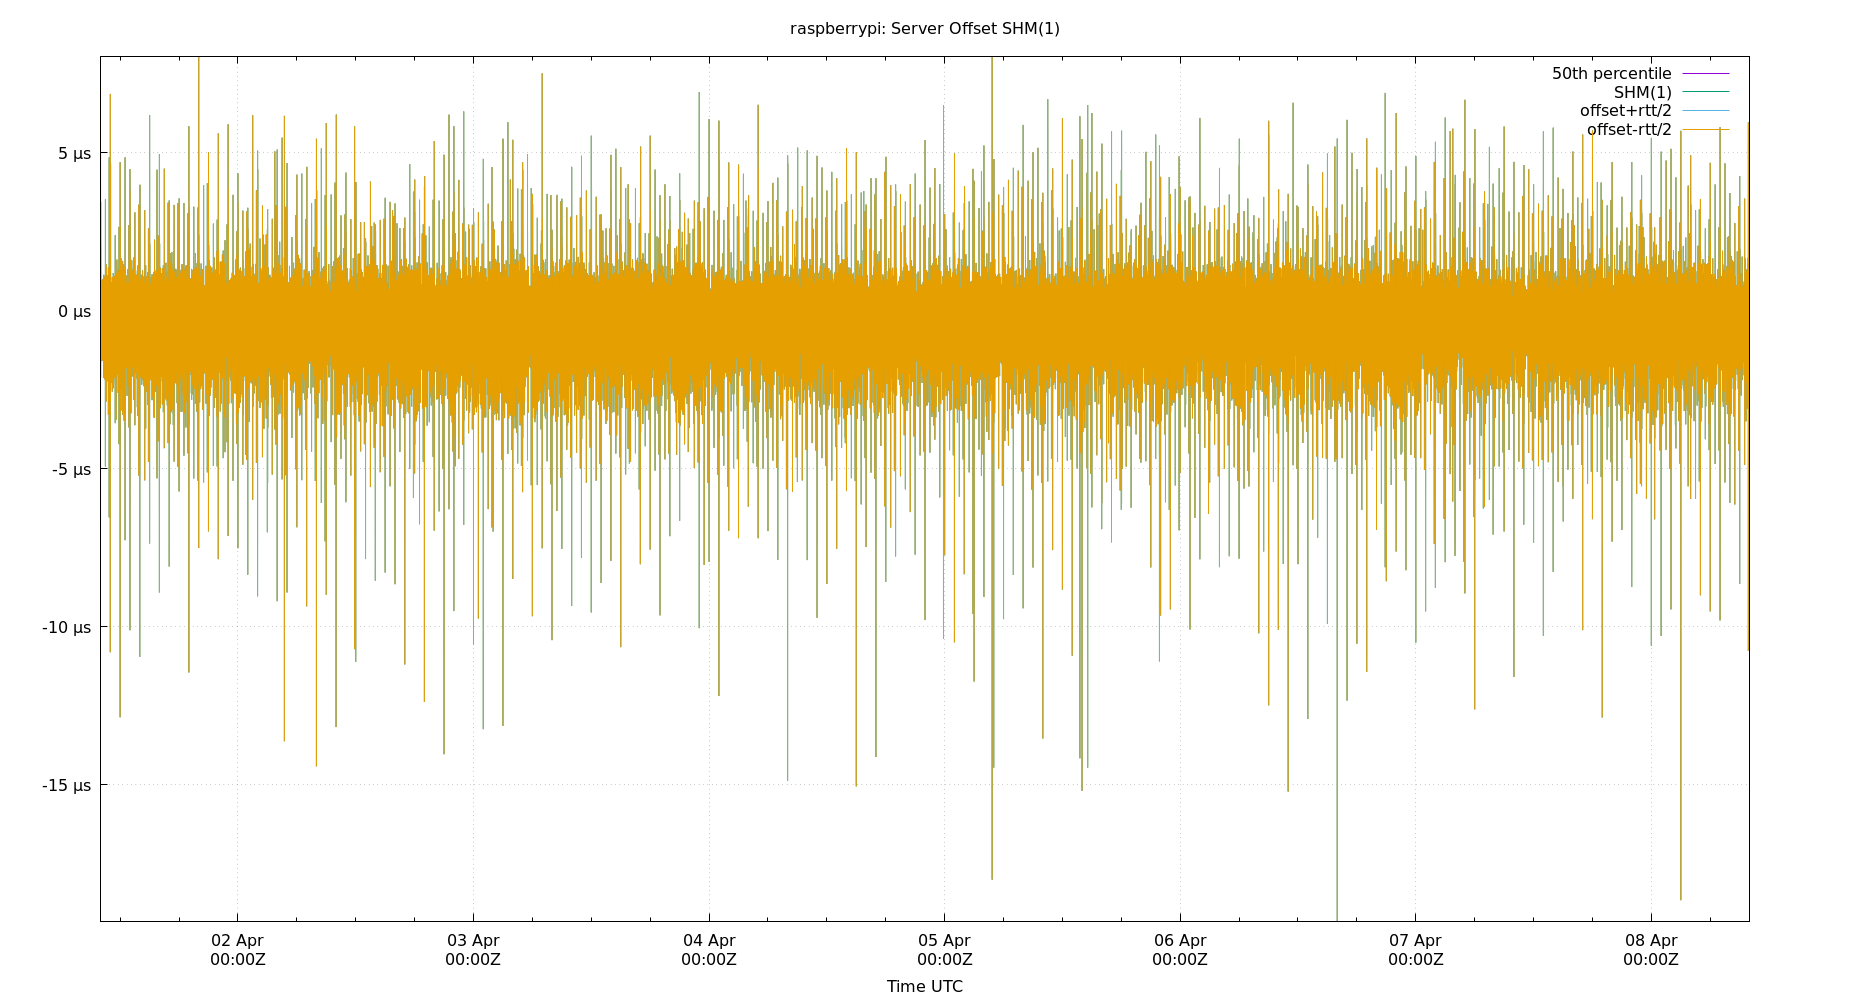 raspberrypi: Server Offset SHM(1)
50th percentile
SHM(1)
offset+rtt/2
offset-rtt/2
5 µs
0 µs
-5 µs
-10 µs
-15 µs
02 Apr 03 Apr 04 Apr 05 Apr 06 Apr 07 Apr 08 Apr
00:00Z 00:00Z 00:00Z 00:00Z 00:00Z 00:00Z 00:00Z
Time UTC